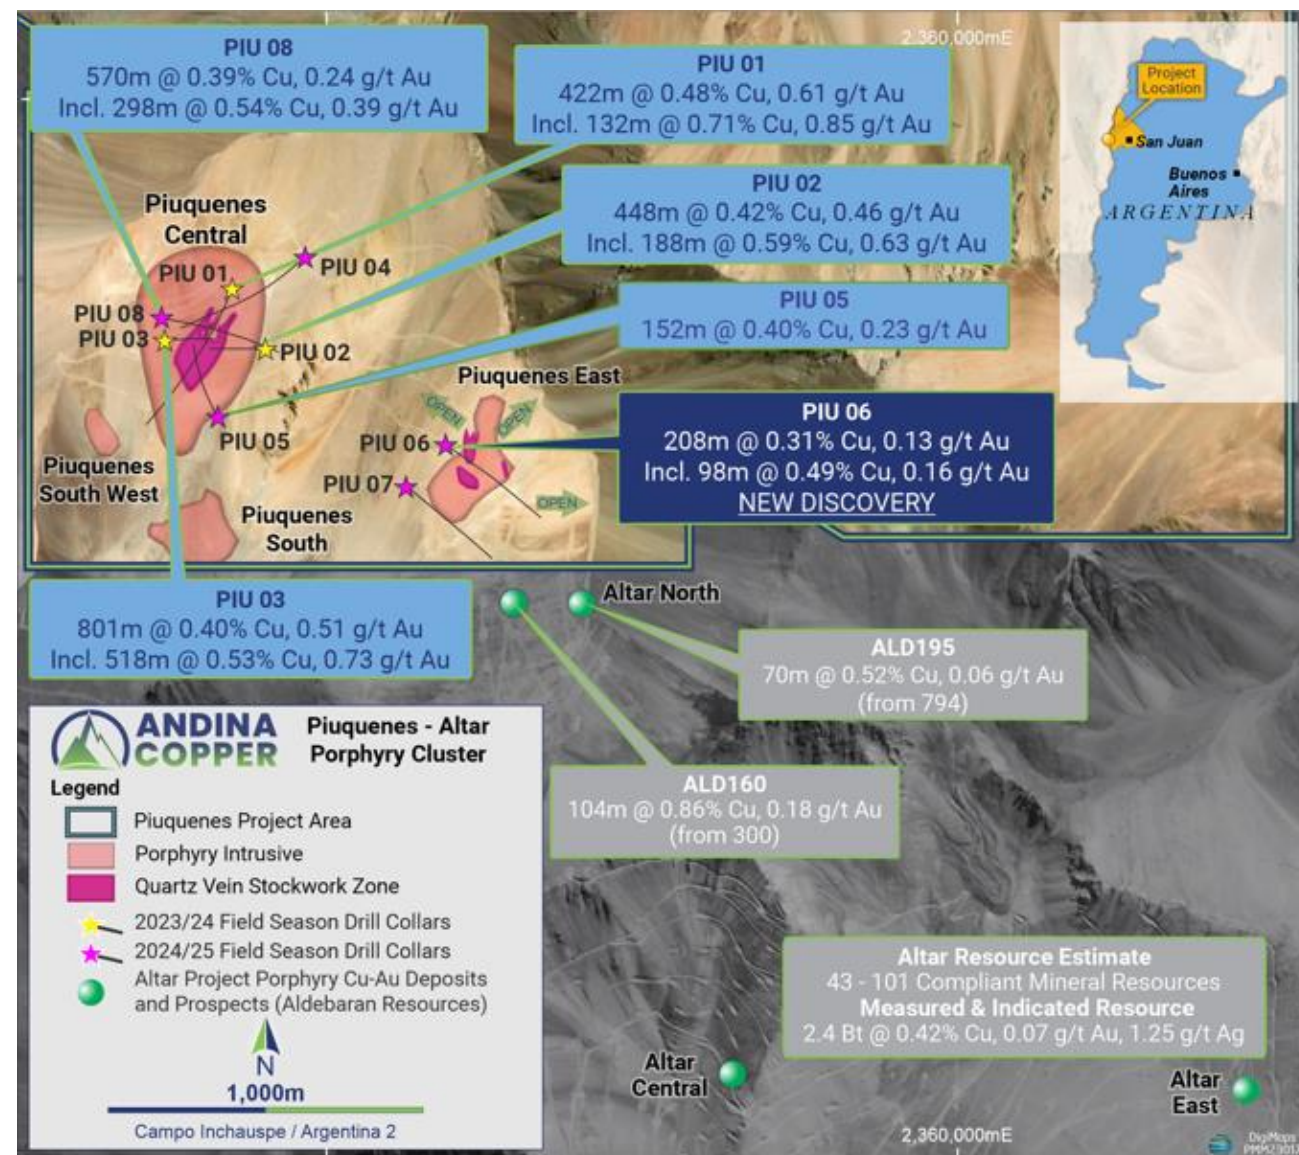 PIU 08
570m @ 0.39% Cu, 0.24 g/t Au
Incl. 298m @ 0.54% Cu, 0.39 g/t Au
2,360,000mE
PIU 01
422m @ 0.48% Cu, 0.61 g/t Au
Incl. 132m @ 0.71% Cu, 0.85 g/t Au
Project
Location
San Juan
Buenos
Aires
ARGENTINA
PIU 02
448m @ 0.42% Cu, 0.46 g/t Au
Incl. 188m @ 0.59% Cu, 0.63 g/t Au
Piuquenes
Central
PIU 01
PIU 04
PIU 08
PIU 03
PIU 02
PIU 05
152m @ 0.40% Cu, 0.23 g/t Au
Piuquenes East
OPEN
OPEN
PIU 05
PIU 06
PIU 07
OPEN
PIU 06
208m @ 0.31% Cu, 0.13 g/t Au
Incl. 98m @ 0.49% Cu, 0.16 g/t Au
NEW DISCOVERY
Piuquenes
South West
Piuquenes
South
PIU 03
801m @ 0.40% Cu, 0.51 g/t Au
Incl. 518m @ 0.53% Cu, 0.73 g/t Au
Altar North
ALD195
70m @ 0.52% Cu, 0.06 g/t Au
(from 794)
ALD160
104m @ 0.86% Cu, 0.18 g/t Au
(from 300)
ANDINA
COPPER
Piuquenes - Altar
Porphyry Cluster
Legend
Piuquenes Project Area
Porphyry Intrusive
Quartz Vein Stockwork Zone
2023/24 Field Season Drill Collars
2024/25 Field Season Drill Collars
Altar Project Porphyry Cu-Au Deposits
and Prospects (Aldebaran Resources)
N
1,000m
Campo Inchauspe / Argentina 2
Altar Resource Estimate
43 - 101 Compliant Mineral Resources
Measured & Indicated Resource
2.4 Bt @ 0.42% Cu, 0.07 g/t Au, 1.25 g/t Ag
Altar
Central
Altar
East
2,360,000mE
DigiMaps